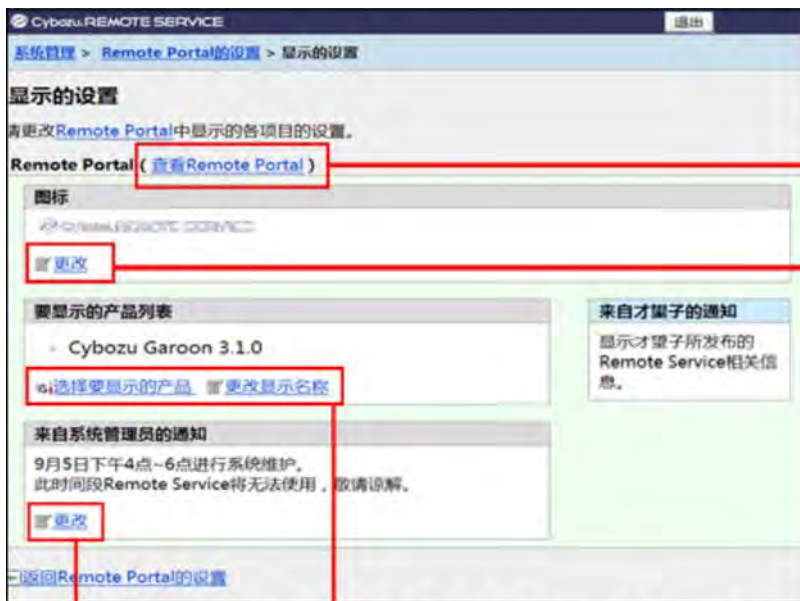 Cybozu.REMOTE SERVICE
退出
系统管理 > Remote Portal的设置 > 显示的设置
显示的设置
请更改Remote Portal中显示的各项目的设置。
Remote Portal ( 查看Remote Portal )
图标
Cybozu.REMOTE SERVICE
更改
要显示的产品列表
- Cybozu Garoon 3.1.0
选择要显示的产品 更改显示名称
来自才望子的通知
显示才望子所发布的
Remote Service相关信
息。
来自系统管理员的通知
9月5日下午4点~6点进行系统维护。
此时间段Remote Service将无法使用，敬请谅解。
更改
返回Remote Portal的设置